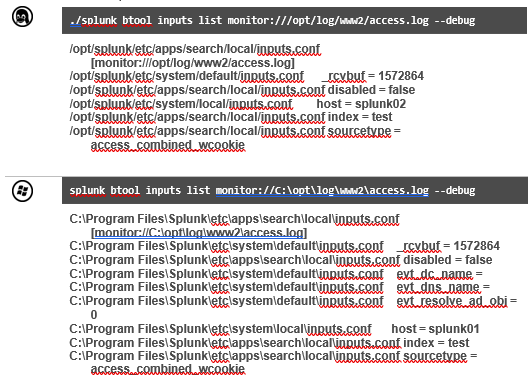 ./splunk btool inputs list monitor:///opt/log/www2/access.log --debug
/opt/splunk/etc/apps/search/local/inputs.conf
[monitor:///opt/log/www2/access.log]
/opt/splunk/etc/system/default/inputs.conf _rcvbuf = 1572864
/opt/splunk/etc/apps/search/local/inputs.conf disabled = false
/opt/splunk/etc/system/local/inputs.conf host = splunk02
/opt/splunk/etc/apps/search/local/inputs.conf index = test
/opt/splunk/etc/apps/search/local/inputs.conf sourcetype =
access_combined_wcookie
splunk btool inputs list monitor://C:\opt\log\www2\access.log --debug
C:\Program Files\Splunk\etc\apps\search\local\inputs.conf
[monitor://C:\opt\log\www2\access.log]
C:\Program Files\Splunk\etc\system\default\inputs.conf _rcvbuf = 1572864
C:\Program Files\Splunk\etc\apps\search\local\inputs.conf disabled = false
C:\Program Files\Splunk\etc\system\default\inputs.conf evt_dc_name =
C:\Program Files\Splunk\etc\system\default\inputs.conf evt_dns_name =
C:\Program Files\Splunk\etc\system\default\inputs.conf evt_resolve_ad_obj =
0
C:\Program Files\Splunk\etc\system\local\inputs.conf host = splunk01
C:\Program Files\Splunk\etc\apps\search\local\inputs.conf index = test
C:\Program Files\Splunk\etc\apps\search\local\inputs.conf sourcetype =
access_combined_wcookie